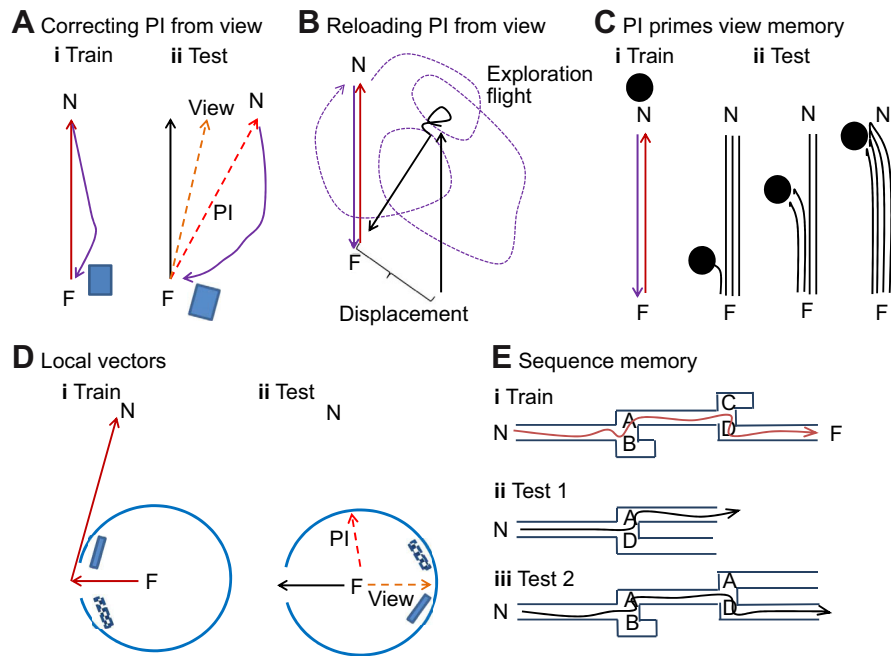 A Correcting PI from view
i Train
ii Test
N
F
View
N
PI
F
B Reloading PI from view
N
Exploration
flight
F
Displacement
C PI primes view memory
i Train
ii Test
N
N
N
N
F
F
F
F
D Local vectors
i Train
N
F
ii Test
N
PI
F
View
E Sequence memory
i Train
C
N
A
B
D
F
ii Test 1
N
A
D
iii Test 2
A
N
A
B
D